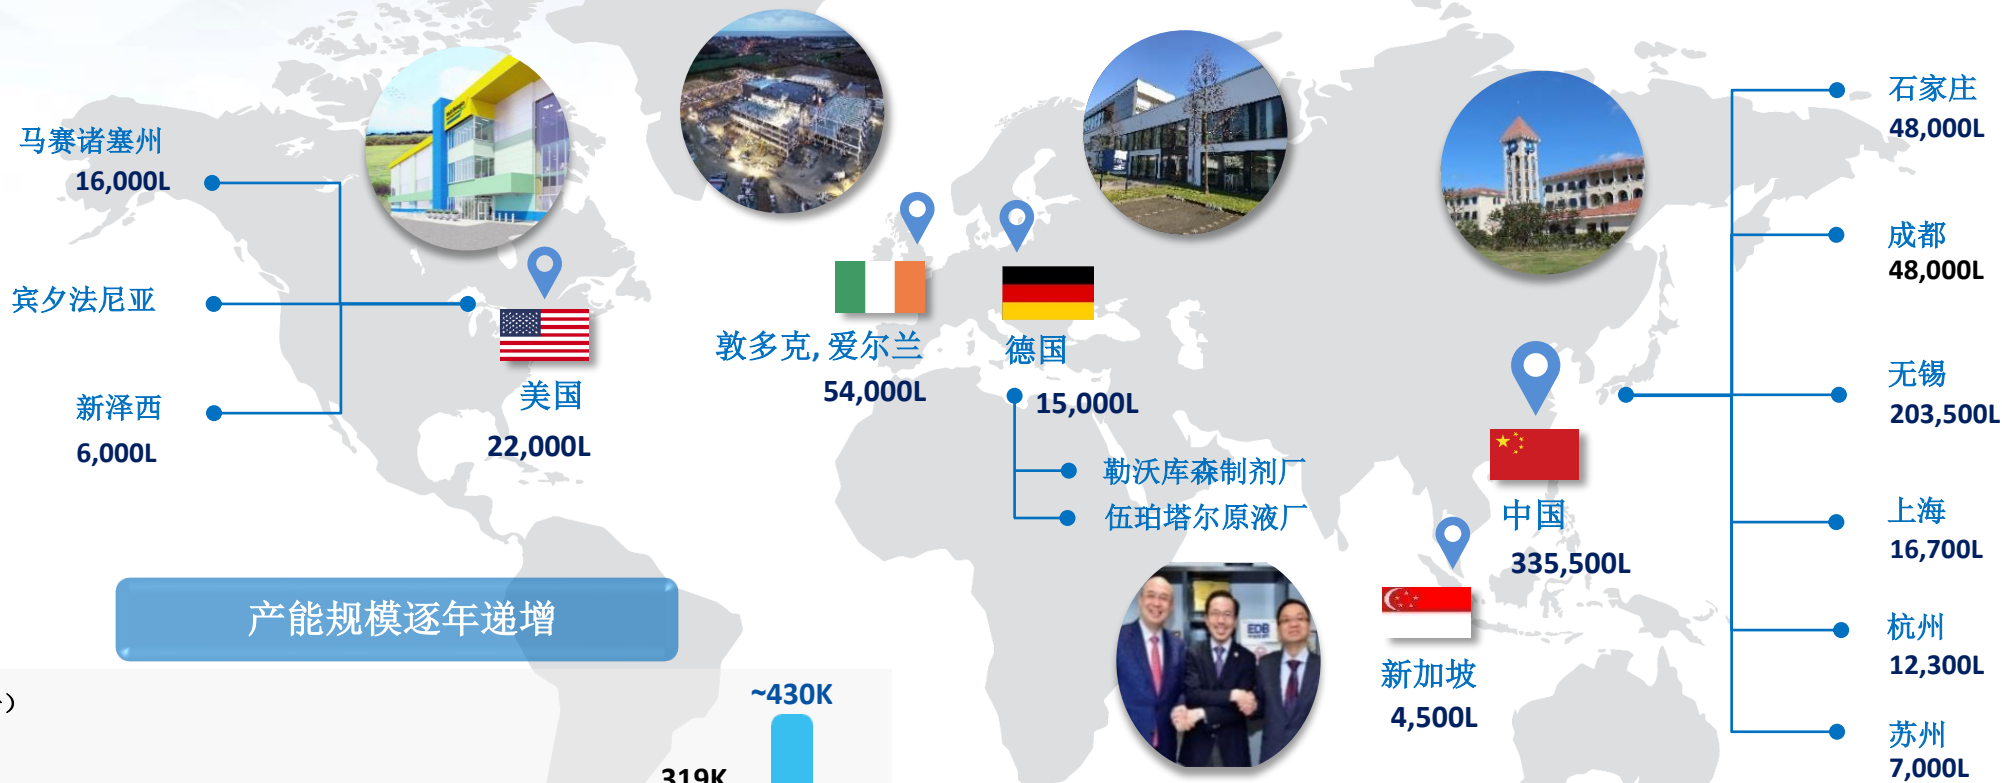 马赛诸塞州
16,000L
宾夕法尼亚
新泽西
6,000L
美国
22,000L
敦多克, 爱尔兰
54,000L
德国
15,000L
勒沃库森制剂厂
伍珀塔尔原液厂
EDB
中国
335,500L
新加坡
4,500L
石家庄
48,000L
成都
48,000L
无锡
203,500L
上海
16,700L
杭州
12,300L
苏州
7,000L
产能规模逐年递增
~430K
319K